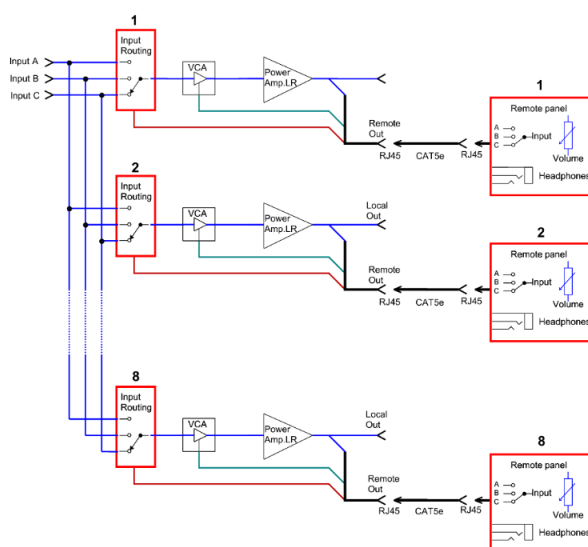 1
Input A
Input B
Input C
Input
Routing
VCA
Power
Amp.LR
Remote
Out
RJ45
CAT5e
RJ45
1
Remote panel
A
B
C
Input
Volume
Headphones
2
Input
Routing
VCA
Power
Amp.LR
Local
Out
Remote
Out
RJ45
CAT5e
RJ45
2
Remote panel
A
B
C
Input
Volume
Headphones
8
Input
Routing
VCA
Power
Amp.LR
Local
Out
Remote
Out
RJ45
CAT5e
RJ45
8
Remote panel
A
B
C
Input
Volume
Headphones